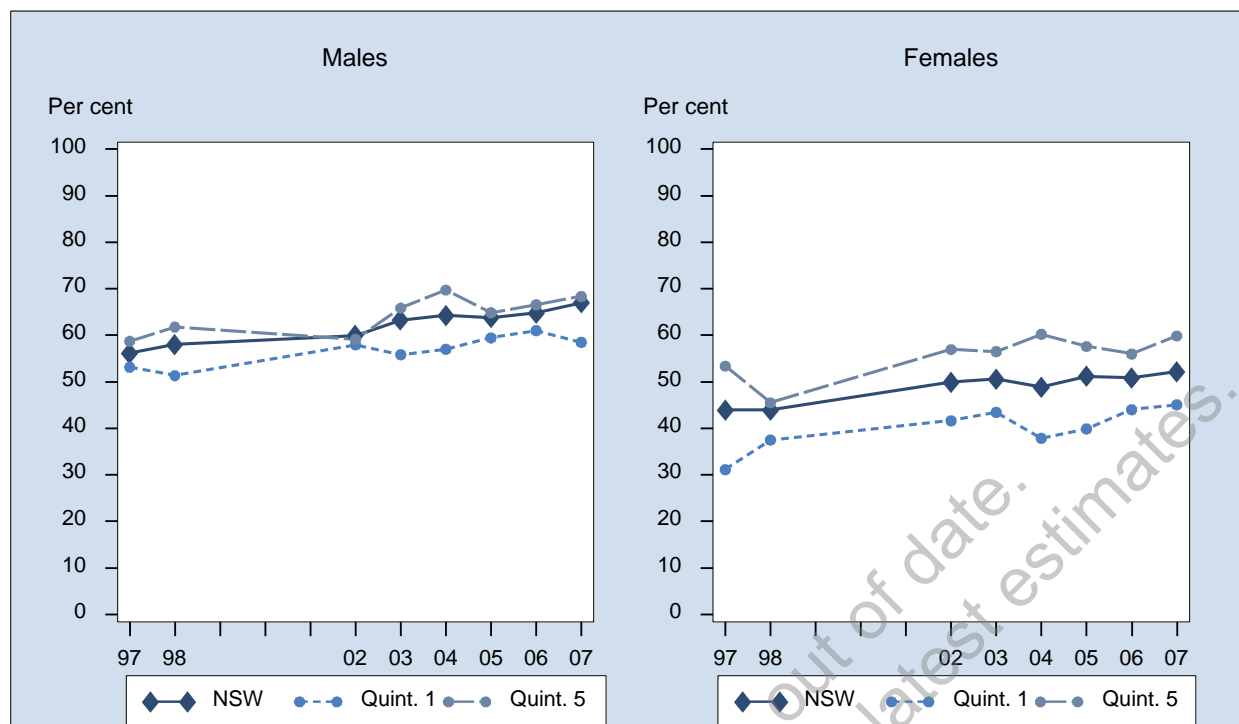 Males
Per cent
100
90
80
70
60
50
40
30
20
10
0
97 98 02 03 04 05 06 07
NSW Quint. 1 Quint. 5
Females
Per cent
100
90
80
70
60
50
40
30
20
10
0
97 98 02 03 04 05 06 07
NSW Quint. 1 Quint. 5
out of date.
latest estimates.